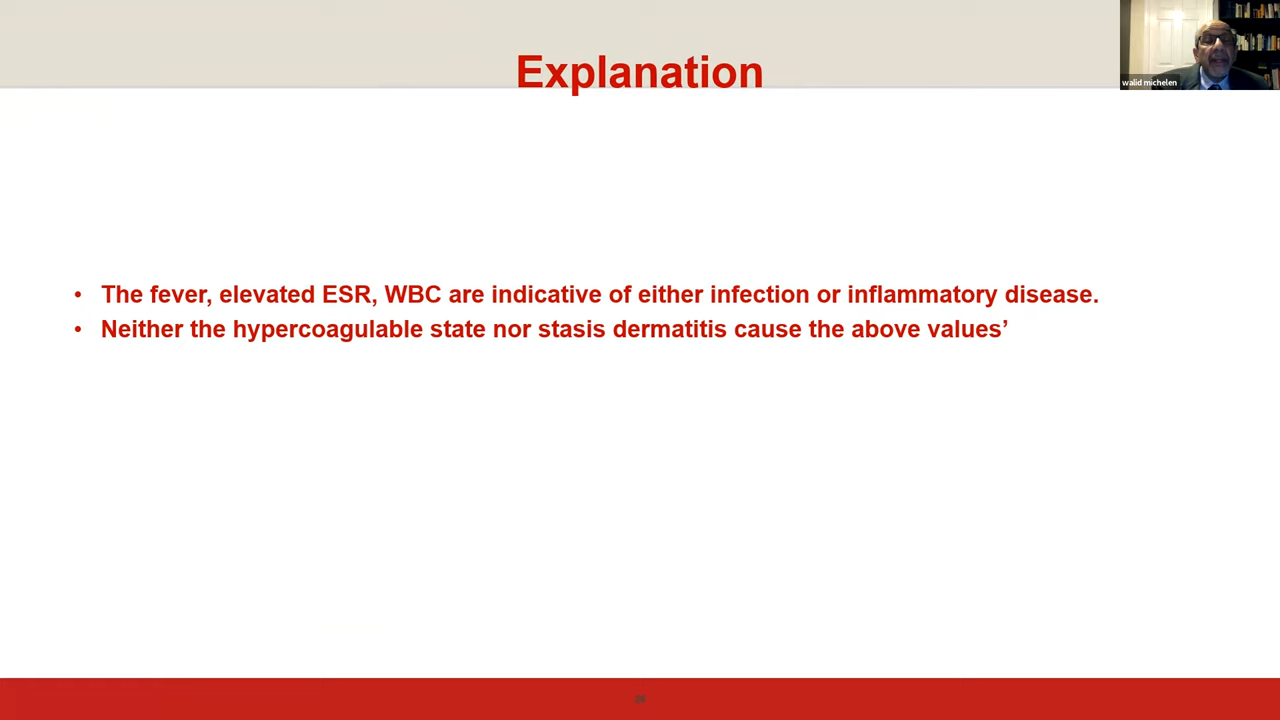 Explanation
walid michelen
• The fever, elevated ESR, WBC are indicative of either infection or inflammatory disease.
• Neither the hypercoagulable state nor stasis dermatitis cause the above values’